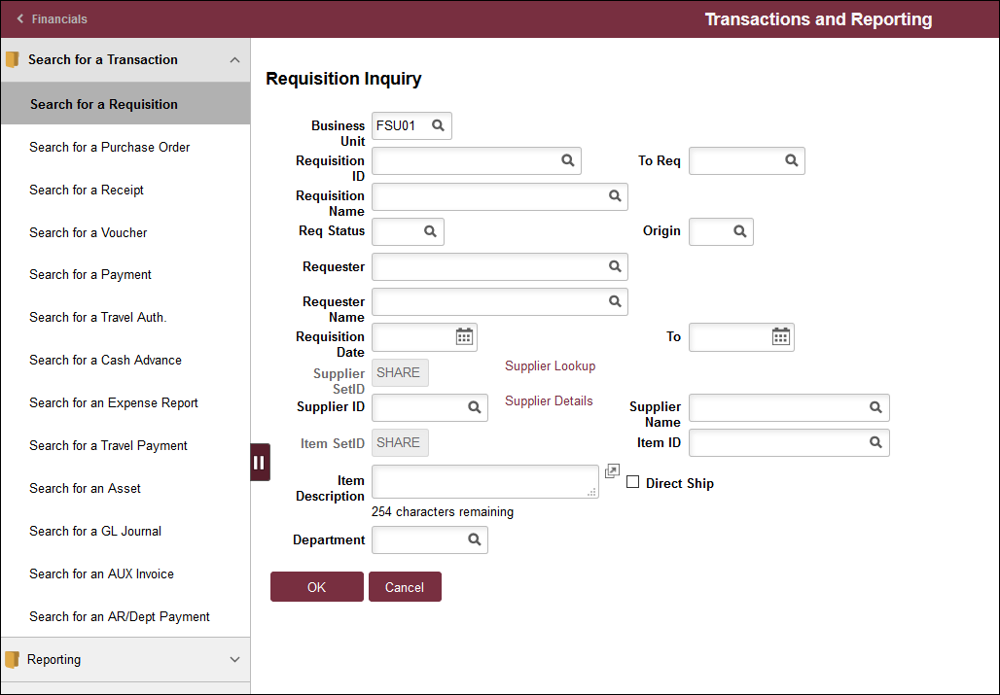 Financials
Transactions and Reporting
Search for a Transaction
Search for a Requisition
Search for a Purchase Order
Search for a Receipt
Search for a Voucher
Search for a Payment
Search for a Travel Auth.
Search for a Cash Advance
Search for an Expense Report
Search for a Travel Payment
Search for an Asset
Search for a GL Journal
Search for an AUX Invoice
Search for an AR/Dept Payment
Reporting
Requisition Inquiry
Business
Unit
FSU01
Requisition
ID
To Req
Requisition
Name
Req Status
Origin
Requester
Requester
Name
Requisition
Date
To
Supplier
SetID
SHARE
Supplier Lookup
Supplier ID
Supplier Details
Supplier
Name
Item SetID
SHARE
Item ID
Item
Description
Direct Ship
254 characters remaining
Department
OK
Cancel